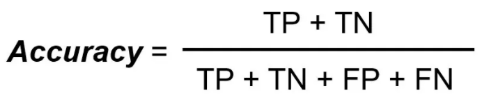 TP + TN
Accuracy =
TP + TN + FP + FN